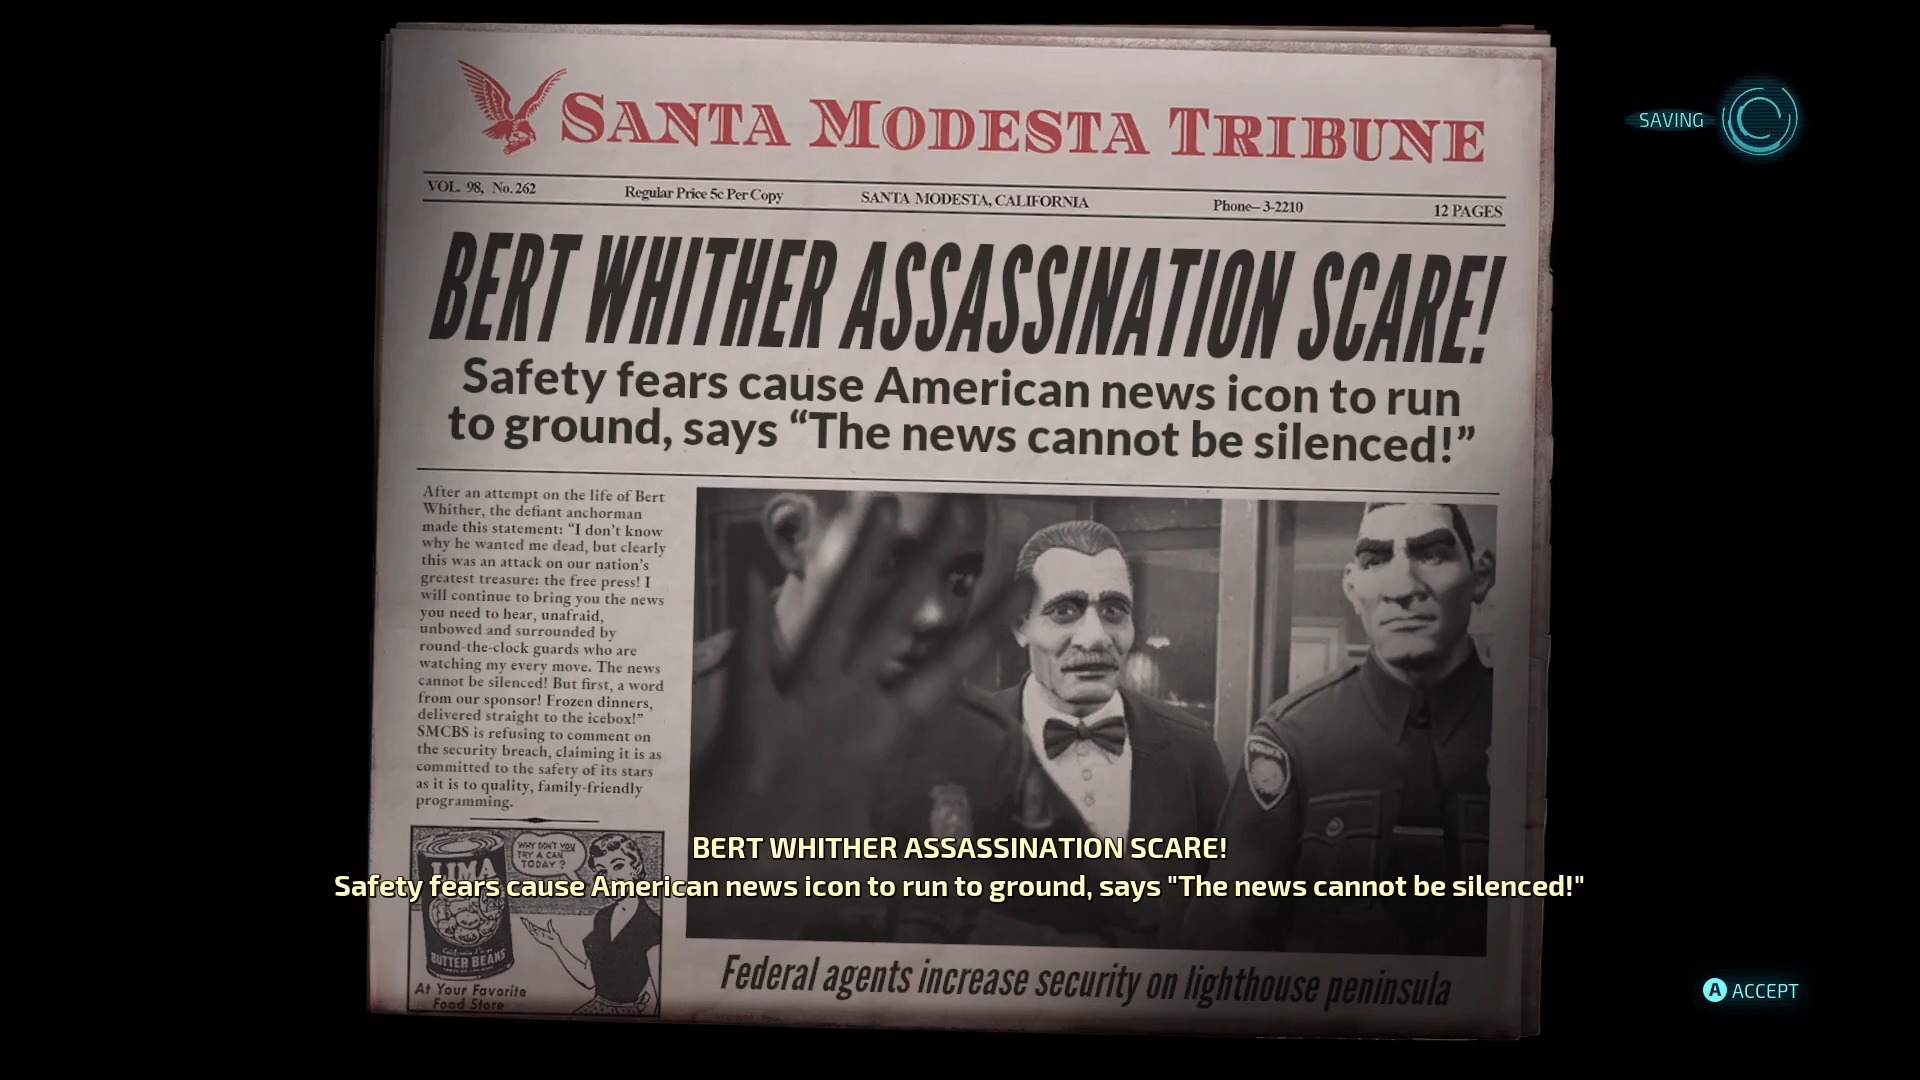 SANTA MODESTA TRIBUNE
SAVING
VOL. 98, No. 262
Regular Price 5c Per Copy
SANTA MODESTA, CALIFORNIA
Phone– 3-2210
12 PAGES
BERT WHITHER ASSASSINATION SCARE!
Safety fears cause American news icon to run
to ground, says “The news cannot be silenced!”
After an attempt on the life of Bert
Whither, the defiant anchorman
made this statement: “I don’t know
why he wanted me dead, but clearly
this was an attack on our nation’s
greatest treasure: the free press! I
will continue to bring you the news
you need to hear, unafraid,
unbowed and surrounded by
round-the-clock guards who are
watching my every move. The news
cannot be silenced! But first, a word
from our sponsor! Frozen dinners,
delivered straight to the icebox!”
SMCBS is refusing to comment on
the security breach, claiming it is as
committed to the safety of its stars
as it is to quality, family-friendly
programming.
LIMA
BUTTER BEANS
WHY DON'T YOU
TRY A CAN
TODAY?
At Your Favorite
Food Store
POLICE
BERT WHITHER ASSASSINATION SCARE!
Safety fears cause American news icon to run to ground, says "The news cannot be silenced!"
Federal agents increase security on lighthouse peninsula
A ACCEPT